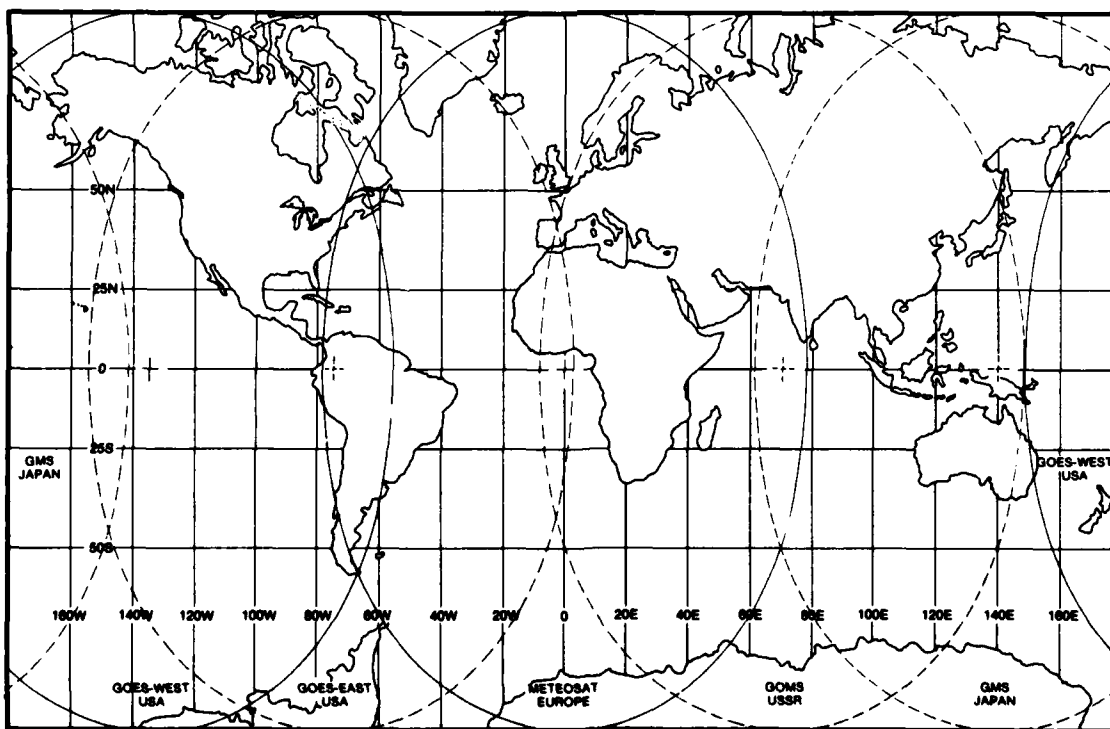 50N
25N
0
25S
GMS
JAPAN
GOES-WEST
USA
50S
160W 140W 120W 100W 80W 60W 40W 20W 0 20E 40E 60E 80E 100E 120E 140E 160E
GOES-WEST
USA
GOES-EAST
USA
METEOSAT
EUROPE
GOMS
USSR
GMS
JAPAN